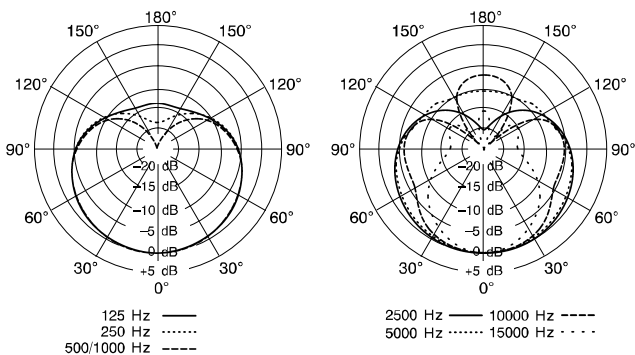 180°
150° 150°
120° 120°
90° 90°
60° 60°
30° 30°
0°
–20 dB
–15 dB
–10 dB
–5 dB
0 dB
+5 dB
125 Hz
250 Hz
500/1000 Hz
180°
150° 150°
120° 120°
90° 90°
60° 60°
30° 30°
0°
–20 dB
–15 dB
–10 dB
–5 dB
0 dB
+5 dB
2500 Hz 10000 Hz
5000 Hz 15000 Hz